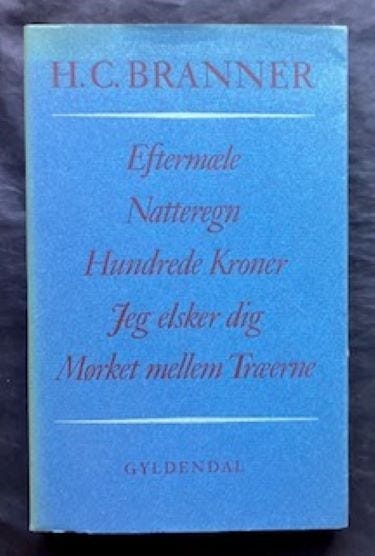 H.C. BRANNER
Eftermæle
Natteregn
Hundrede Kroner
Jeg elsker dig
Mørket mellem Træerne
GYLDENDAL